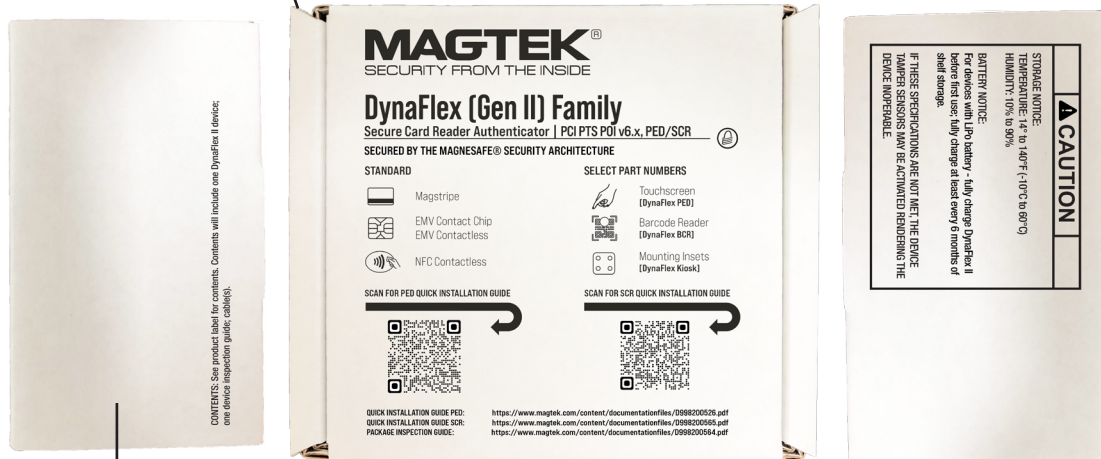 CONTENTS: See product label for contents. Contents will include one DynaFlex II device;
one device inspection guide; cable(s).
MAGTEK®
SECURITY FROM THE INSIDE
DynaFlex (Gen II) Family
Secure Card Reader Authenticator | PCI PTS POI v6.x, PED/SCR
SECURED BY THE MAGNESAFE® SECURITY ARCHITECTURE
STANDARD
Magstripe
EMV Contact Chip
EMV Contactless
NFC Contactless
SELECT PART NUMBERS
Touchscreen
[DynaFlex PED]
Barcode Reader
[DynaFlex BCR]
Mounting Insets
[DynaFlex Kiosk]
SCAN FOR PED QUICK INSTALLATION GUIDE
SCAN FOR SCR QUICK INSTALLATION GUIDE
QUICK INSTALLATION GUIDE PED: https://www.magtek.com/content/documentationfiles/D998200526.pdf
QUICK INSTALLATION GUIDE SCR: https://www.magtek.com/content/documentationfiles/D998200565.pdf
PACKAGE INSPECTION GUIDE: https://www.magtek.com/content/documentationfiles/D998200564.pdf
CAUTION
STORAGE NOTICE:
TEMPERATURE: 14° to 140°F (-10°C to 60°C)
HUMIDITY: 10% to 90%
BATTERY NOTICE:
For devices with LiPo battery - fully charge DynaFlex II
before first use; fully charge at least every 6 months of
shelf storage.
IF THESE SPECIFICATIONS ARE NOT MET, THE DEVICE
TAMPER SENSORS MAY BE ACTIVATED RENDERING THE
DEVICE INOPERABLE.